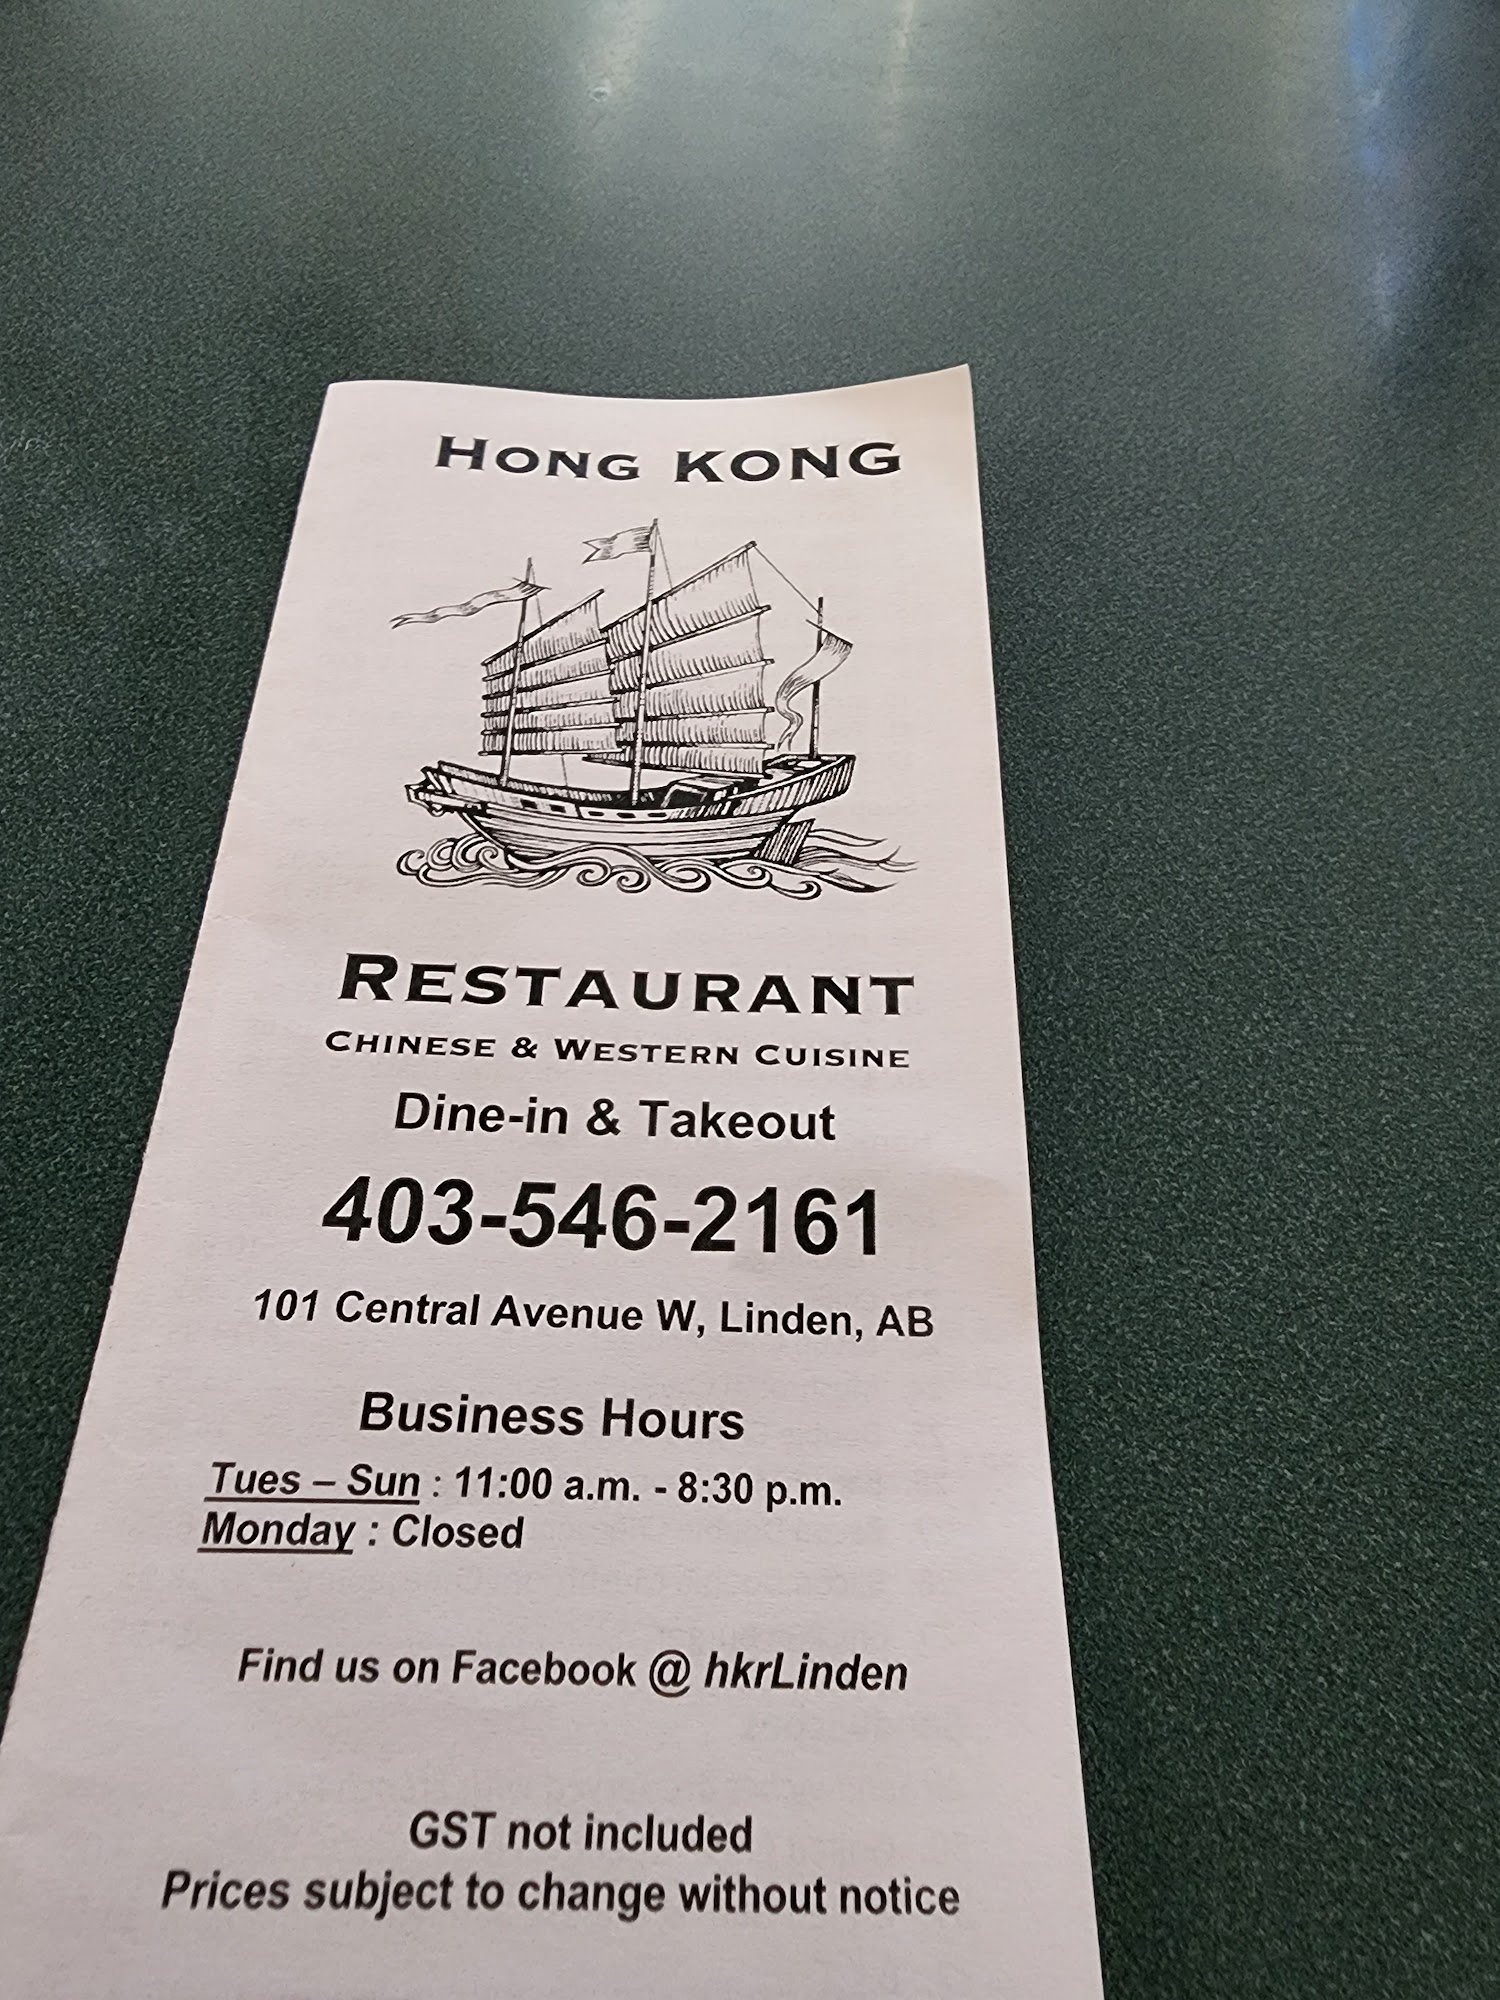 HONG KONG
RESTAURANT
CHINESE & WESTERN CUISINE
Dine-in & Takeout
403-546-2161
101 Central Avenue W, Linden, AB
Business Hours
Tues – Sun : 11:00 a.m. - 8:30 p.m.
Monday : Closed
Find us on Facebook @ hkrLinden
GST not included
Prices subject to change without notice